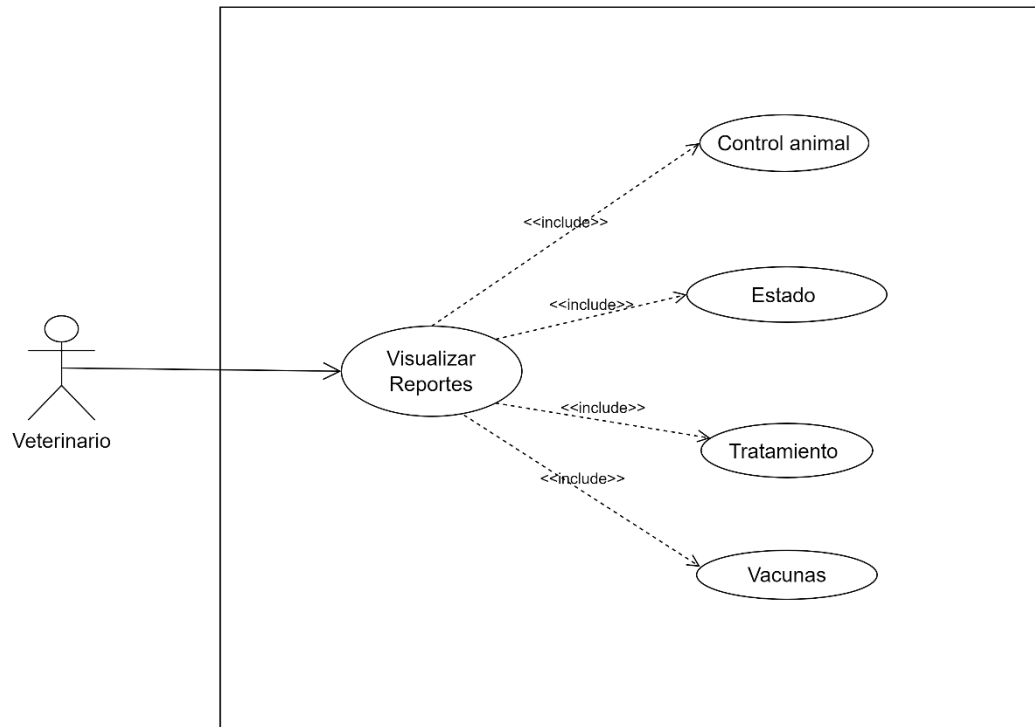 Control animal
<<include>>
Estado
<<include>>
Visualizar
Reportes
<<include>>
Tratamiento
Veterinario
<<include>>
Vacunas